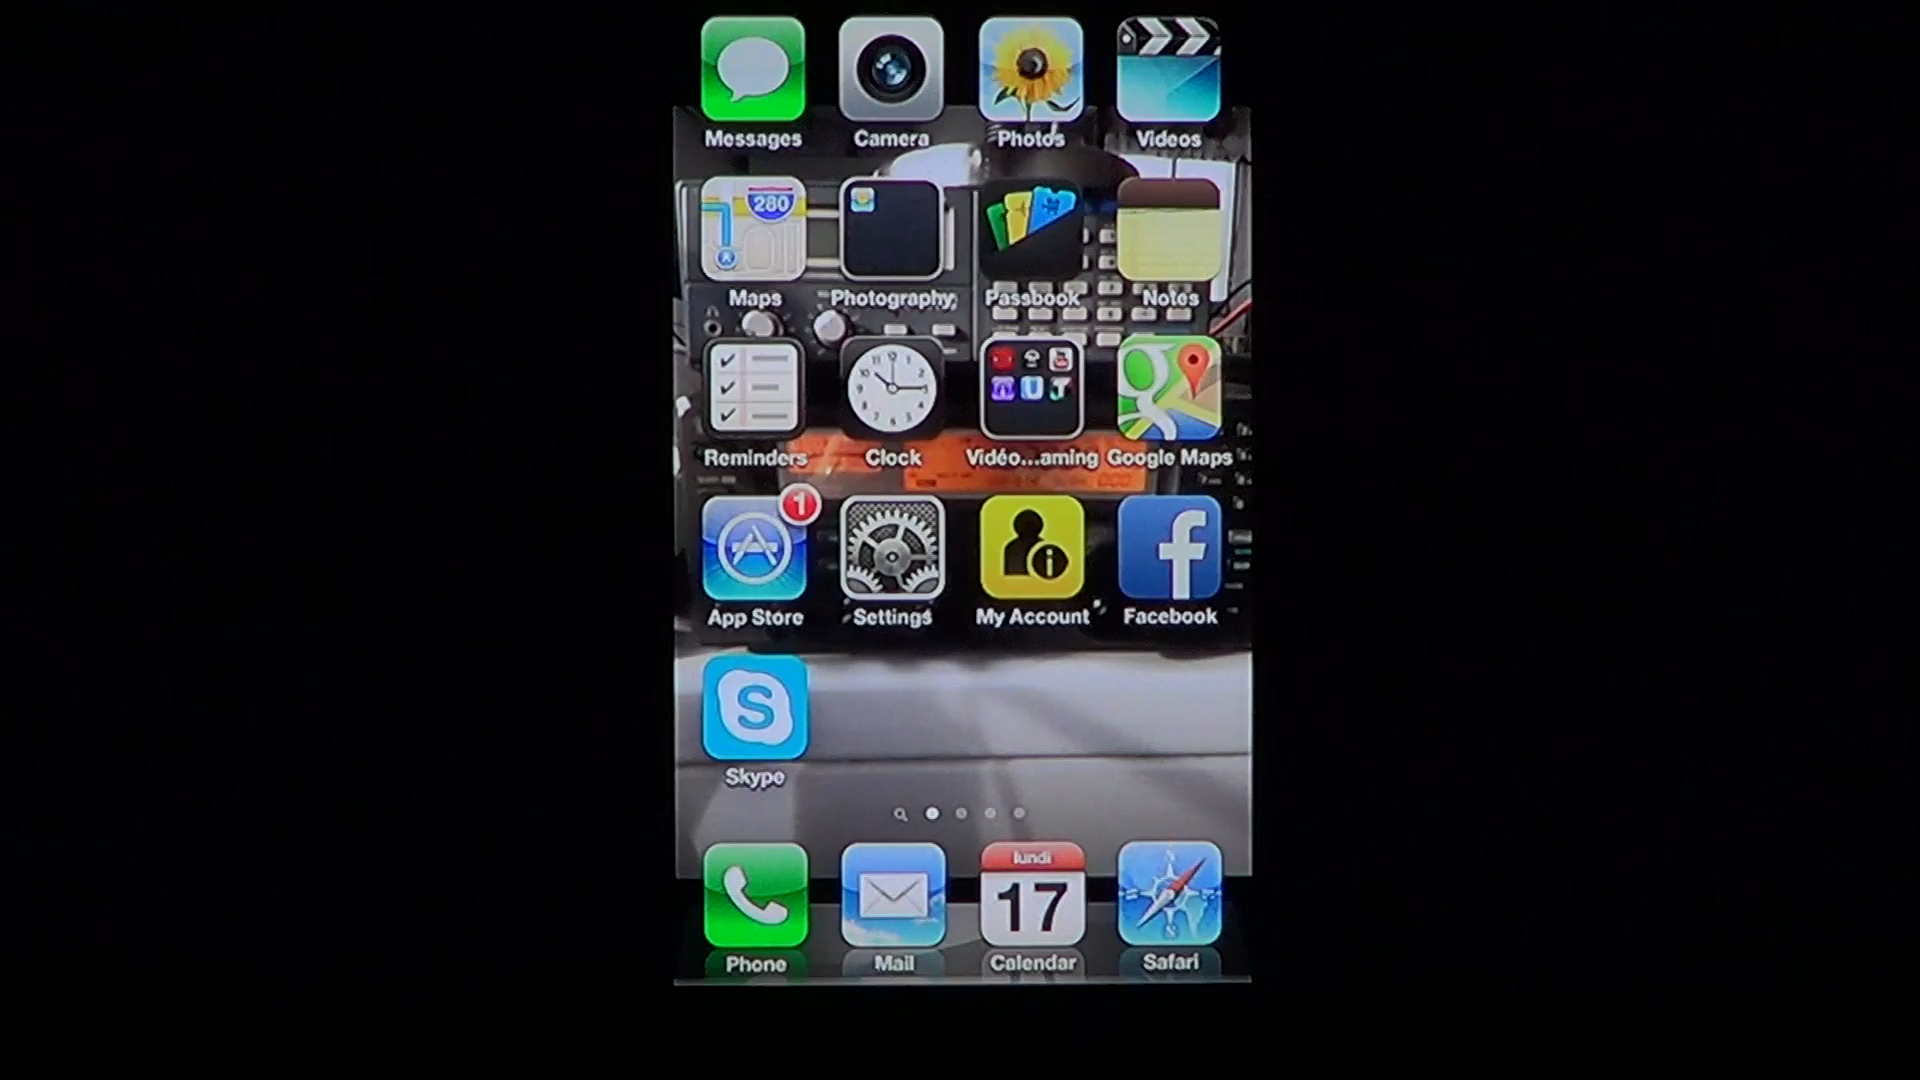 Messages Camera Photos Videos
280
Maps Photography Passbook Notes
Reminders Clock Vidéo...aming Google Maps
1
App Store Settings My Account Facebook
S
Skype
lundi
17
Phone Mail Calendar Safari